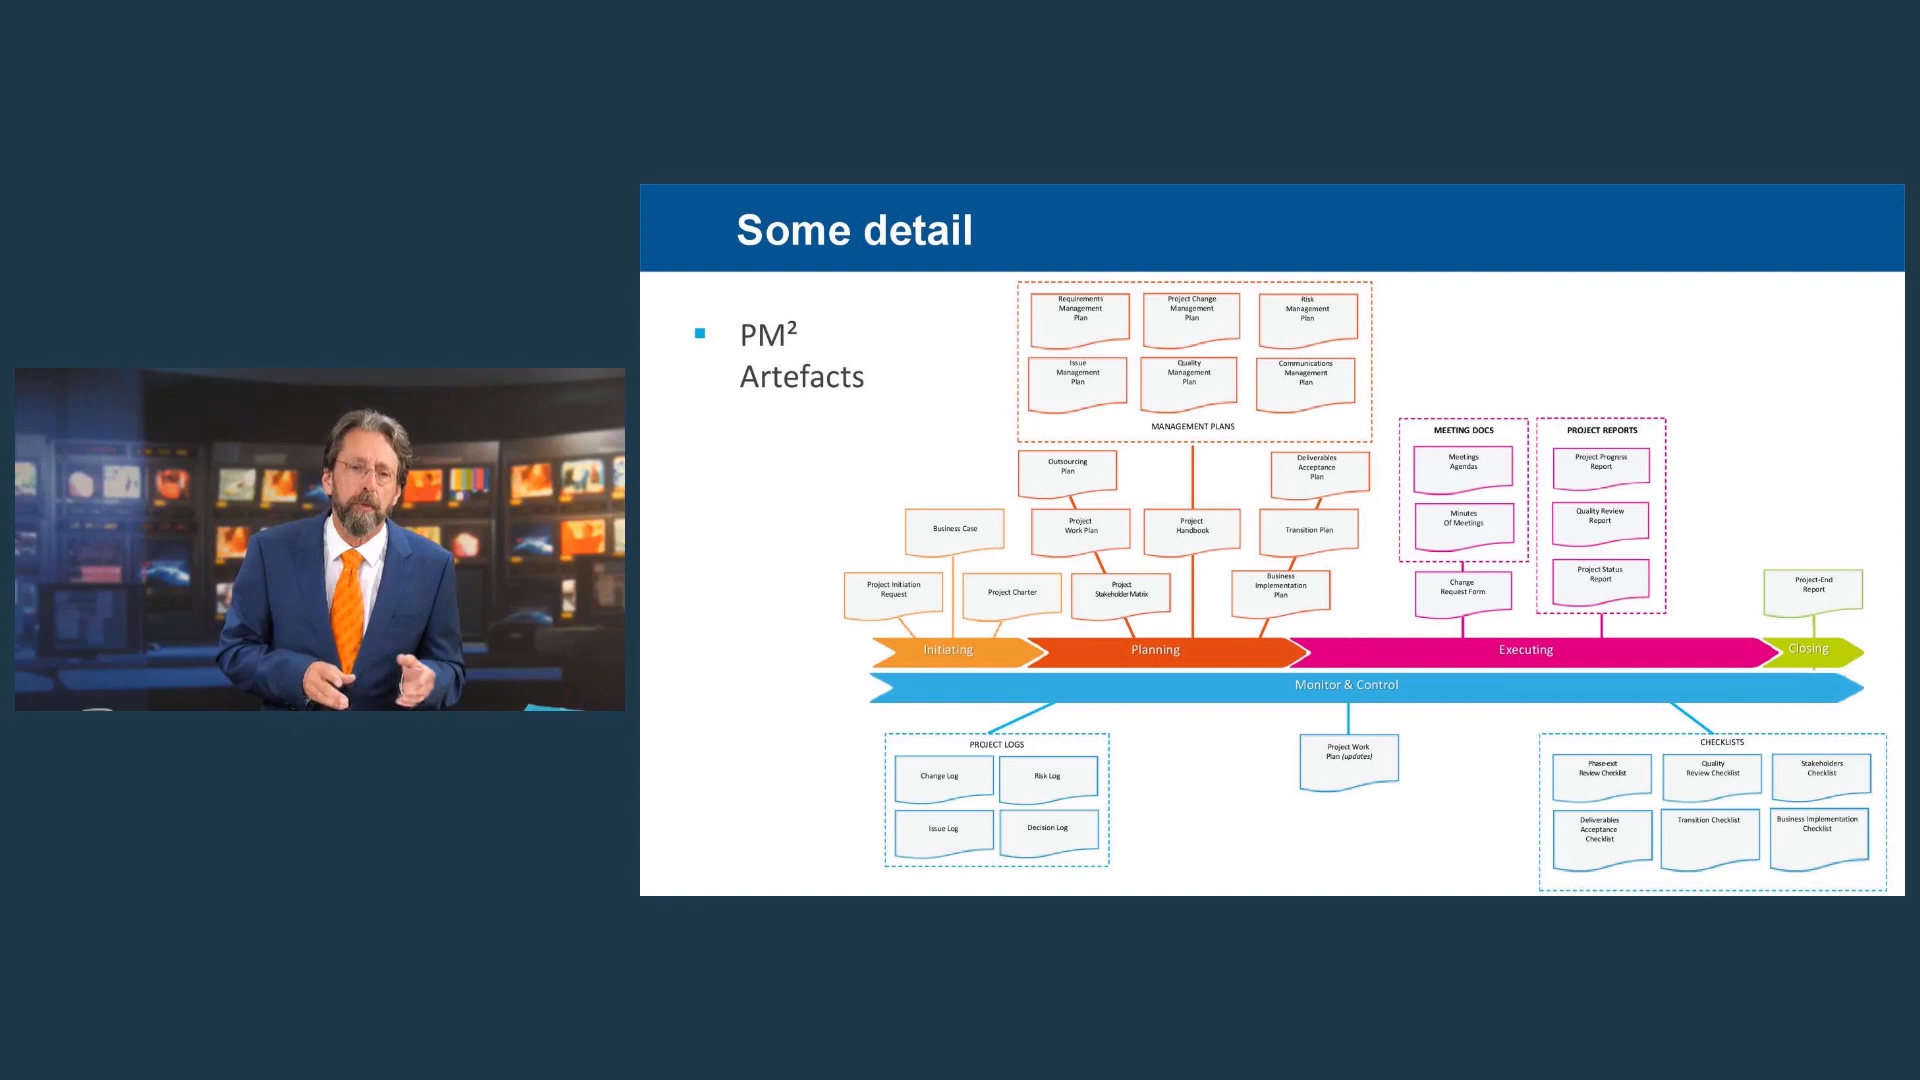 Some detail
PM²
Artefacts
Requirements
Management
Plan
Project Change
Management
Plan
Risk
Management
Plan
Issue
Management
Plan
Quality
Management
Plan
Communications
Management
Plan
MANAGEMENT PLANS
Outsourcing
Plan
Deliverables
Acceptance
Plan
Business Case
Project
Work Plan
Project
Handbook
Transition Plan
Project Initiation
Request
Project Charter
Project
Stakeholder Matrix
Business
Implementation
Plan
MEETING DOCS
Meetings
Agendas
Minutes
Of Meetings
Change
Request Form
PROJECT REPORTS
Project Progress
Report
Quality Review
Report
Project Status
Report
Project-End
Report
Initiating
Planning
Executing
Closing
Monitor & Control
PROJECT LOGS
Change Log
Risk Log
Issue Log
Decision Log
Project Work
Plan (updates)
CHECKLISTS
Phase-exit
Review Checklist
Quality
Review Checklist
Stakeholders
Checklist
Deliverables
Acceptance
Checklist
Transition Checklist
Business Implementation
Checklist